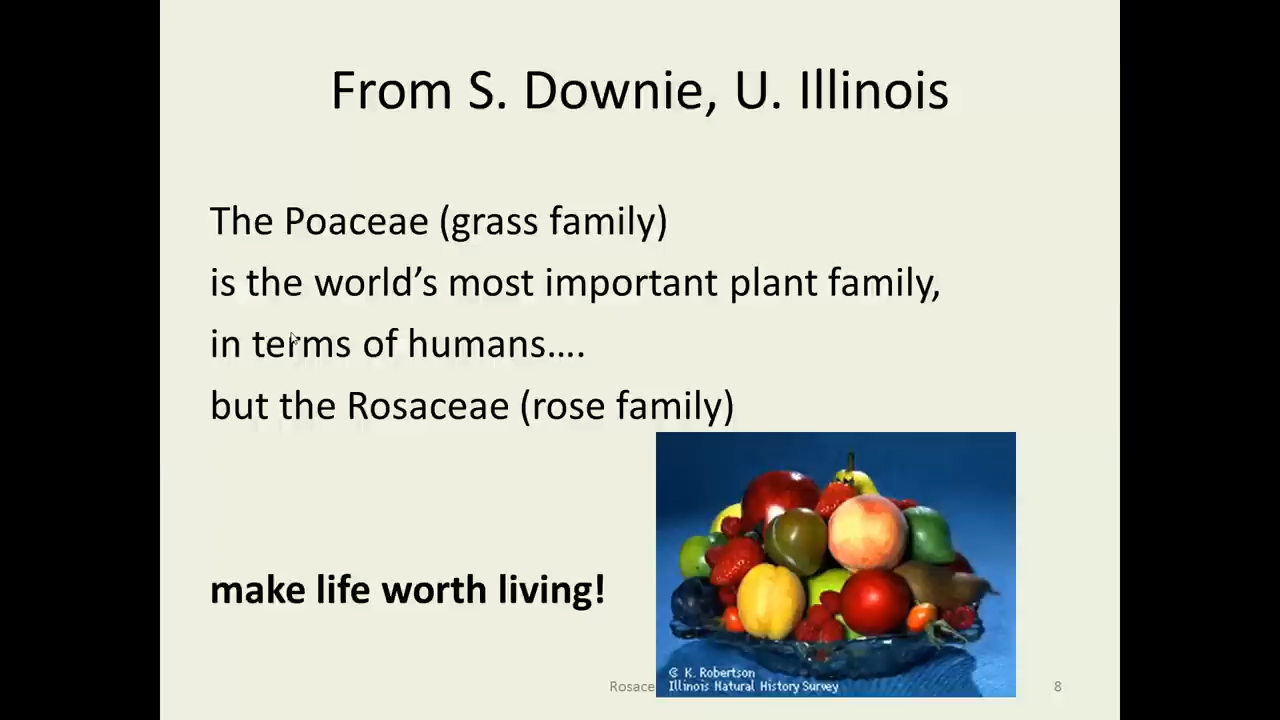 From S. Downie, U. Illinois
The Poaceae (grass family)
is the world’s most important plant family,
in terms of humans….
but the Rosaceae (rose family)
make life worth living!
© K. Robertson
Illinois Natural History Survey
8